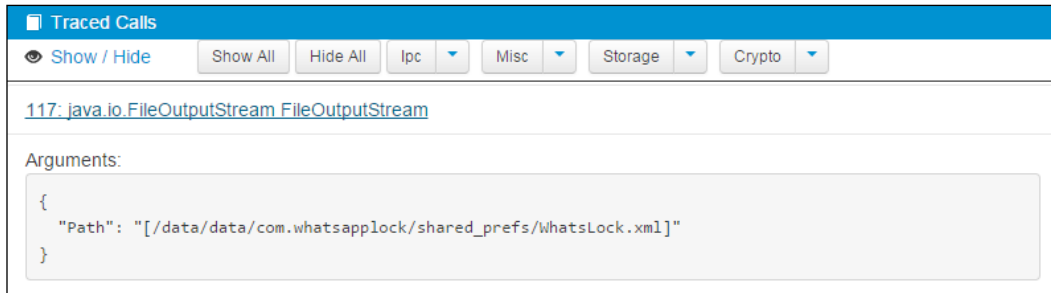 Traced Calls
Show / Hide Show All Hide All Ipc Misc Storage Crypto
117: java.io.FileOutputStream FileOutputStream
Arguments:
{
"Path": "[/data/data/com.whatsapplock/shared_prefs/WhatsLock.xml]"
}